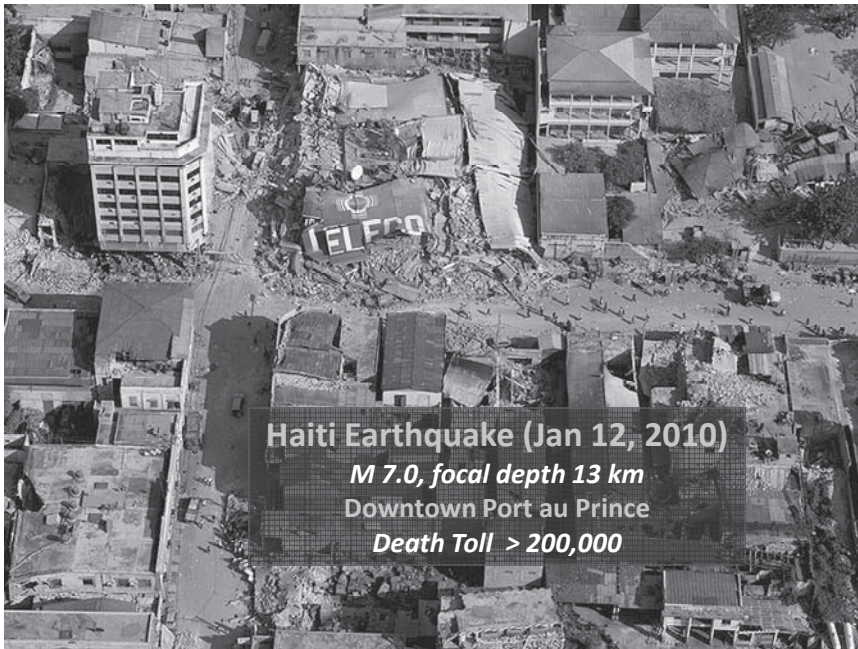 TELECO
Haiti Earthquake (Jan 12, 2010)
M 7.0, focal depth 13 km
Downtown Port au Prince
Death Toll > 200,000